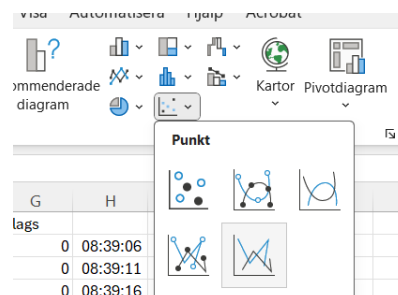 Visa Automatisera Hjälp Acrobat
ommenderade
diagram
Kartor
Pivotdiagram
Punkt
G H
lags
0 08:39:06
0 08:39:11
0 08:39:16